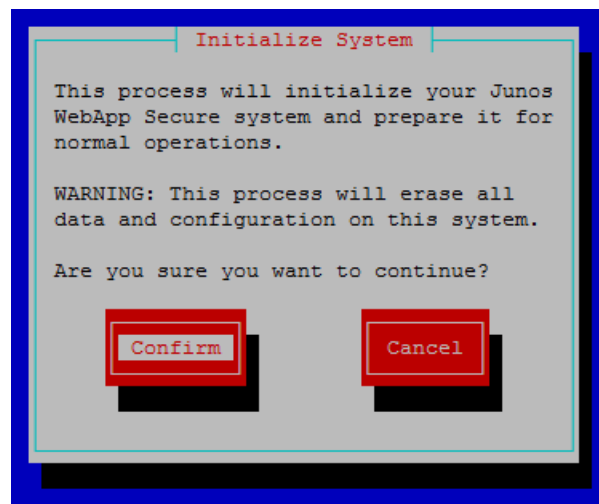 Initialize System
This process will initialize your Junos
WebApp Secure system and prepare it for
normal operations.
WARNING: This process will erase all
data and configuration on this system.
Are you sure you want to continue?
Confirm
Cancel